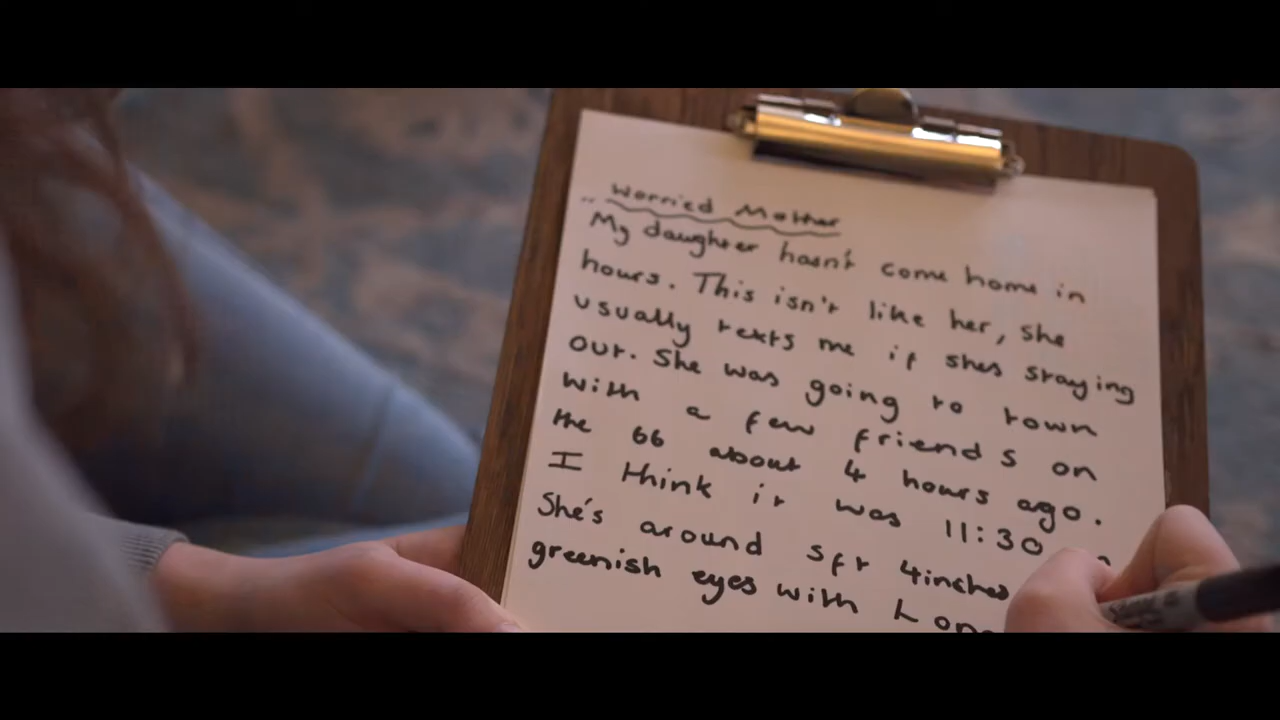 Worried Mother
My daughter hasn't come home in
hours. This isn't like her, she
usually texts me if shes staying
out. She was going to town
with a few friends on
the 66 about 4 hours ago.
I think it was 11:30
She's around 5ft 4inches
greenish eyes with